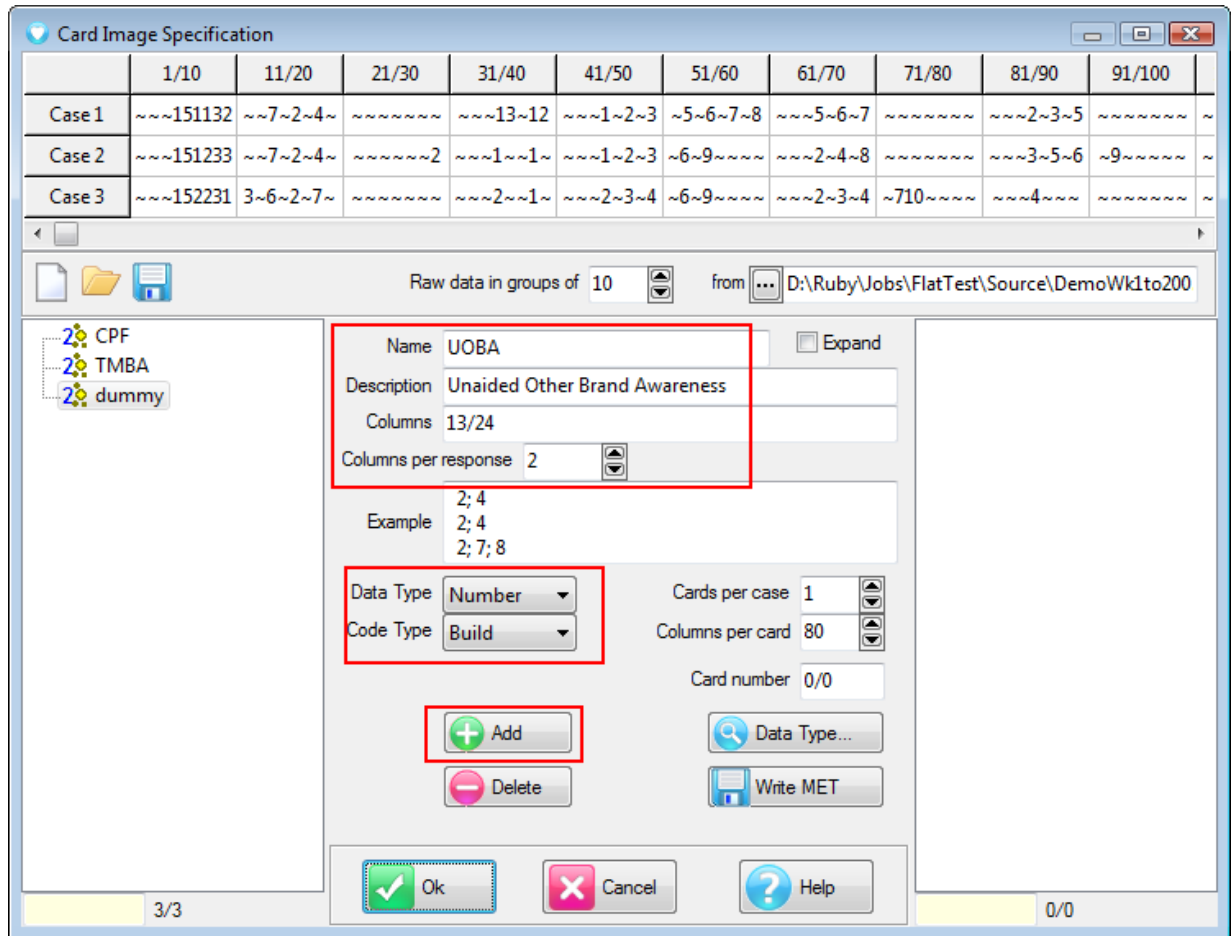 Card Image Specification
1/10 11/20 21/30 31/40 41/50 51/60 61/70 71/80 81/90 91/100
Case 1 ~~~151132 ~~7~2~4~ ~~~~~~~ ~~~13~12 ~~~1~2~3 ~5~6~7~8 ~~~5~6~7 ~~~~~~~ ~~~2~3~5 ~~~~~~~ ~
Case 2 ~~~151233 ~~7~2~4~ ~~~~~~2 ~~~1~~1~ ~~~1~2~3 ~6~9~~~~ ~~~2~4~8 ~~~~~~~ ~~~3~5~6 ~9~~~~~ ~
Case 3 ~~~152231 3~6~2~7~ ~~~~~~~ ~~~2~~1~ ~~~2~3~4 ~6~9~~~~ ~~~2~3~4 ~710~~~~ ~~~4~~~ ~~~~~~~ ~
Raw data in groups of 10 from ... D:\Ruby\Jobs\FlatTest\Source\DemoWk1to200
CPF
TMBA
dummy
Name UOBA Expand
Description Unaided Other Brand Awareness
Columns 13/24
Columns per response 2
Example 2; 4
2; 4
2; 7; 8
Data Type Number Cards per case 1
Code Type Build Columns per card 80
Card number 0/0
Add Data Type...
Delete Write MET
Ok Cancel Help
3/3 0/0